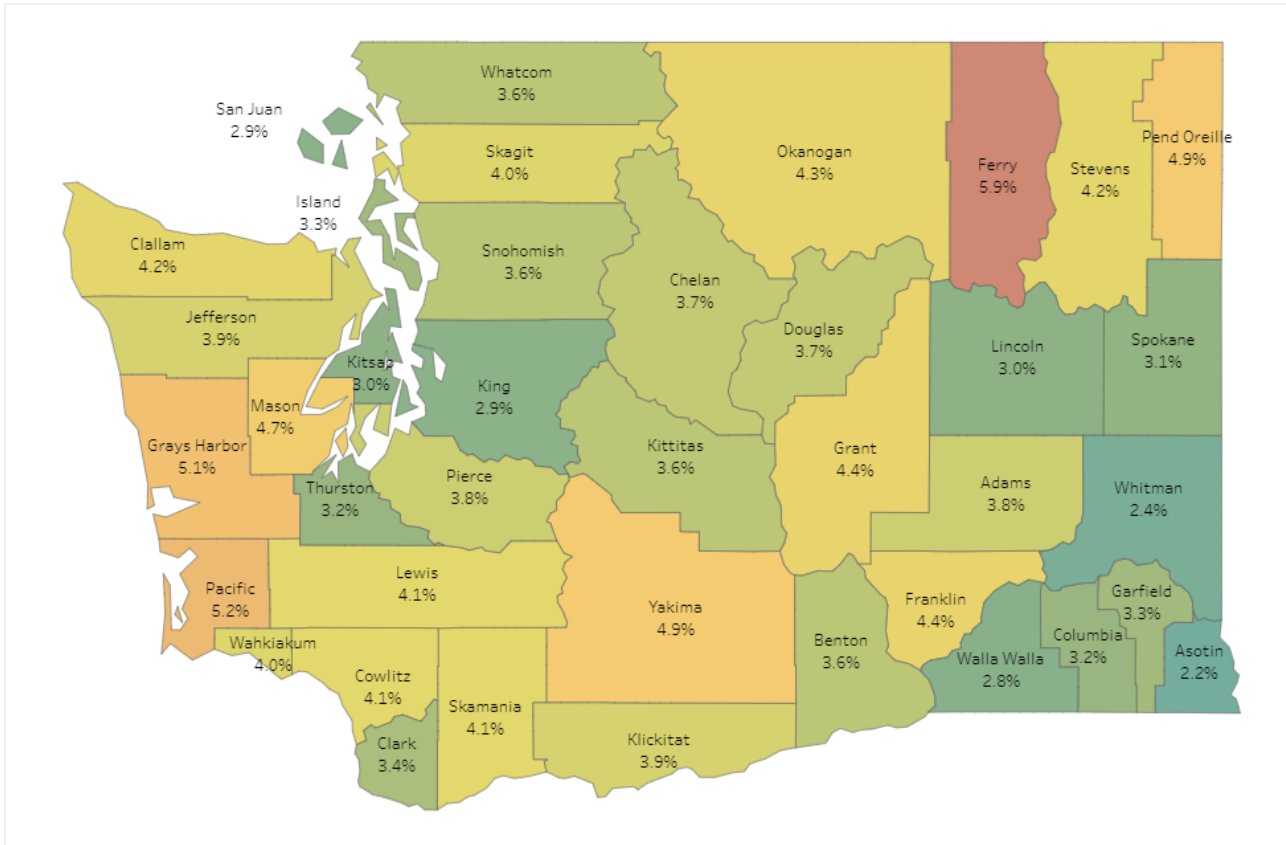 Whatcom
3.6%
San Juan
2.9%
Skagit
4.0%
Okanogan
4.3%
Ferry
5.9%
Stevens
4.2%
Pend Oreille
4.9%
Island
3.3%
Clallam
4.2%
Snohomish
3.6%
Chelan
3.7%
Jefferson
3.9%
Douglas
3.7%
Lincoln
3.0%
Spokane
3.1%
Kitsap
3.0%
King
2.9%
Mason
4.7%
Grays Harbor
5.1%
Kittitas
3.6%
Grant
4.4%
Pierce
3.8%
Adams
3.8%
Thurston
3.2%
Whitman
2.4%
Lewis
4.1%
Pacific
5.2%
Yakima
4.9%
Franklin
4.4%
Garfield
3.3%
Wahkiakum
4.0%
Benton
3.6%
Columbia
3.2%
Walla Walla
2.8%
Asotin
2.2%
Cowlitz
4.1%
Skamania
4.1%
Clark
3.4%
Klickitat
3.9%